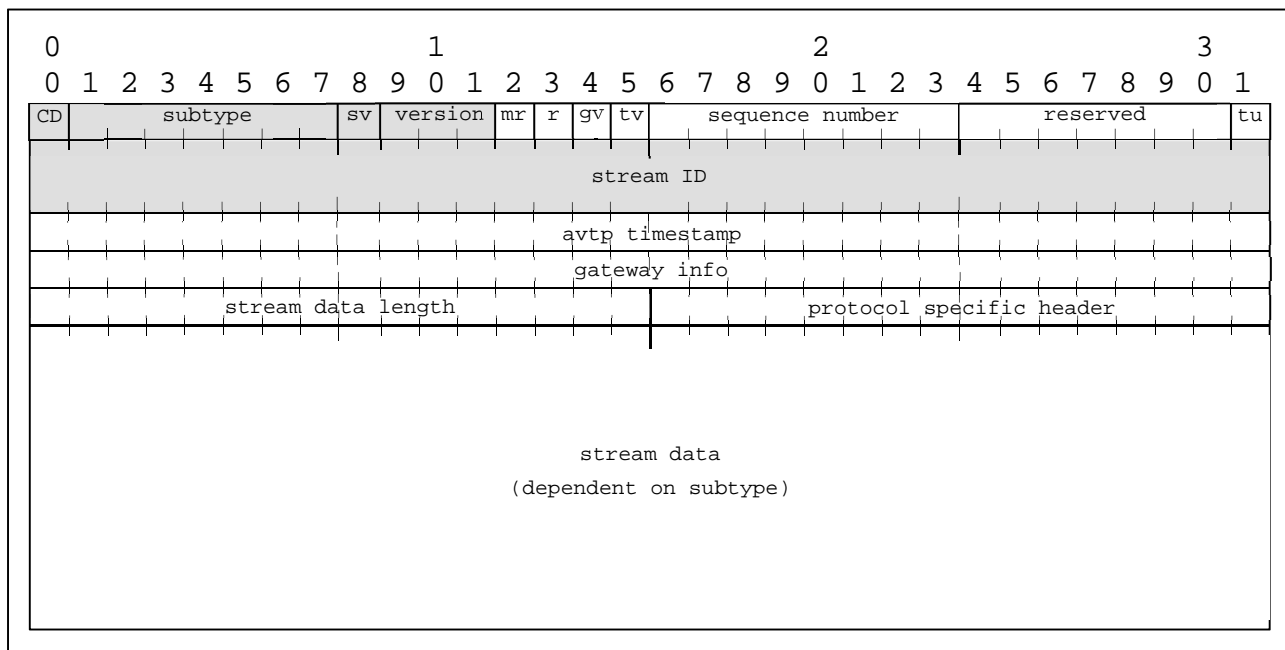 0 1 2 3
0 1 2 3 4 5 6 7 8 9 0 1 2 3 4 5 6 7 8 9 0 1 2 3 4 5 6 7 8 9 0 1
CD subtype sv version mr r gv tv sequence number reserved tu
stream ID
avtp timestamp
gateway info
stream data length protocol specific header
stream data
(dependent on subtype)